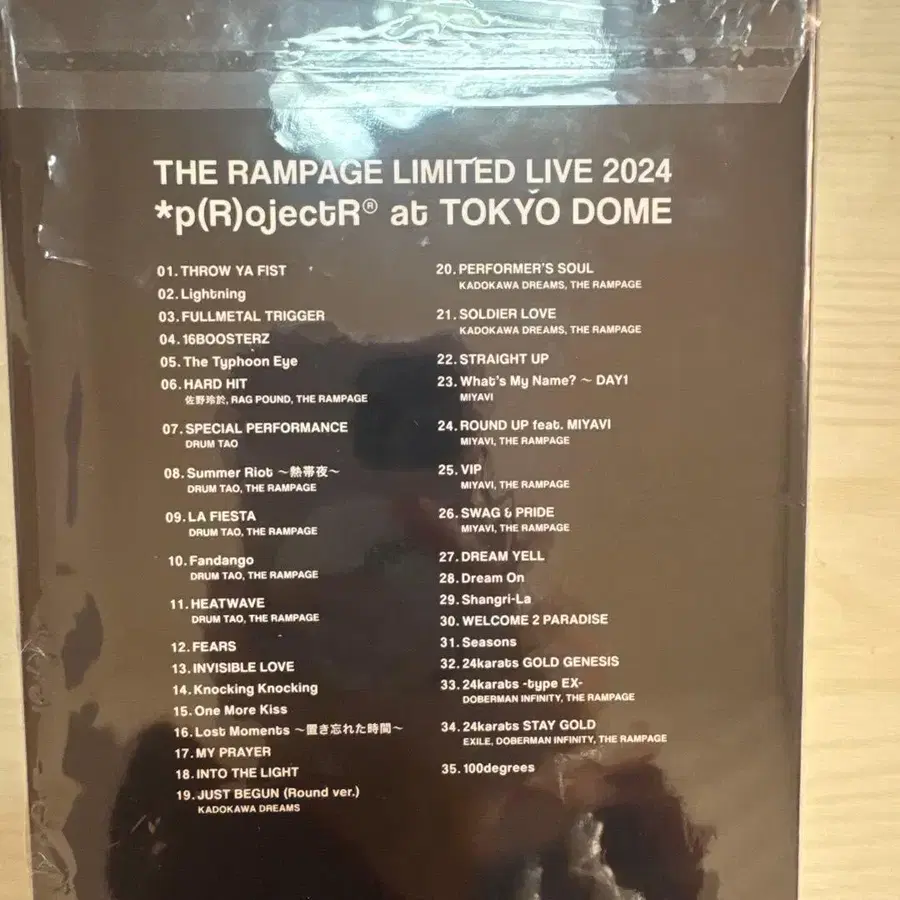 THE RAMPAGE LIMITED LIVE 2024
*p(R)ojectR® at TOKYO DOME
01.THROW YA FIST
02.Lightning
03.FULLMETAL TRIGGER
04.16BOOSTERZ
05.The Typhoon Eye
06.HARD HIT
佐野玲於, RAG POUND, THE RAMPAGE
07.SPECIAL PERFORMANCE
DRUM TAO
08.Summer Riot ~熱帯夜~
DRUM TAO, THE RAMPAGE
09.LA FIESTA
DRUM TAO, THE RAMPAGE
10.Fandango
DRUM TAO, THE RAMPAGE
11.HEATWAVE
DRUM TAO, THE RAMPAGE
12.FEARS
13.INVISIBLE LOVE
14.Knocking Knocking
15.One More Kiss
16.Lost Moments ~置き忘れた時間~
17.MY PRAYER
18.INTO THE LIGHT
19.JUST BEGUN (Round ver.)
KADOKAWA DREAMS
20.PERFORMER'S SOUL
KADOKAWA DREAMS, THE RAMPAGE
21.SOLDIER LOVE
KADOKAWA DREAMS, THE RAMPAGE
22.STRAIGHT UP
23.What's My Name? ~ DAY1
MIYAVI
24.ROUND UP feat. MIYAVI
MIYAVI, THE RAMPAGE
25.VIP
MIYAVI, THE RAMPAGE
26.SWAG & PRIDE
MIYAVI, THE RAMPAGE
27.DREAM YELL
28.Dream On
29.Shangri-La
30.WELCOME 2 PARADISE
31.Seasons
32.24karats GOLD GENESIS
33.24karats -type EX-
DOBERMAN INFINITY, THE RAMPAGE
34.24karats STAY GOLD
EXILE, DOBERMAN INFINITY, THE RAMPAGE
35.100degrees